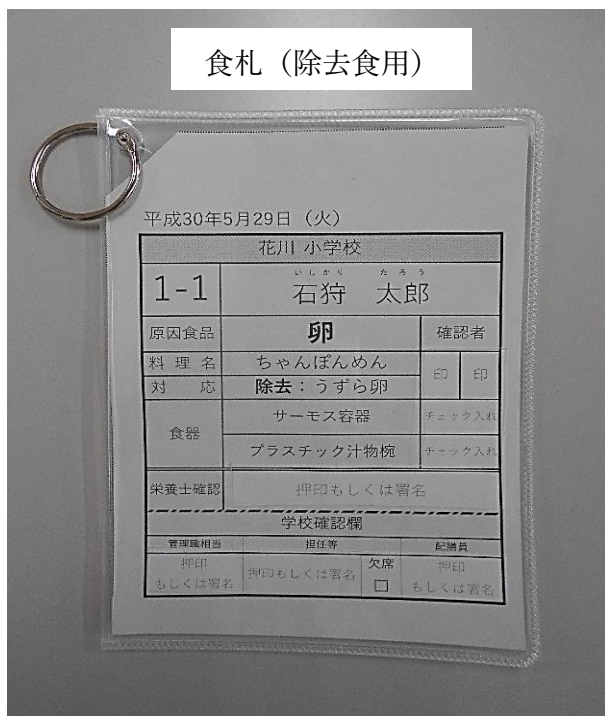 食札（除去食用）
平成30年5月29日（火）
花川 小学校
1-1
いしかり たろう
石狩 太郎
原因食品 卵 確認者
料理名 ちゃんぽんめん 印 印
対応 除去：うずら卵
食器 サーモス容器 チェック入れ
プラスチック汁物椀 チェック入れ
栄養士確認 押印もしくは署名
学校確認欄
管理職相当 担任等 配膳員
押印 もしくは署名 押印もしくは署名 欠席 □ 押印 もしくは署名